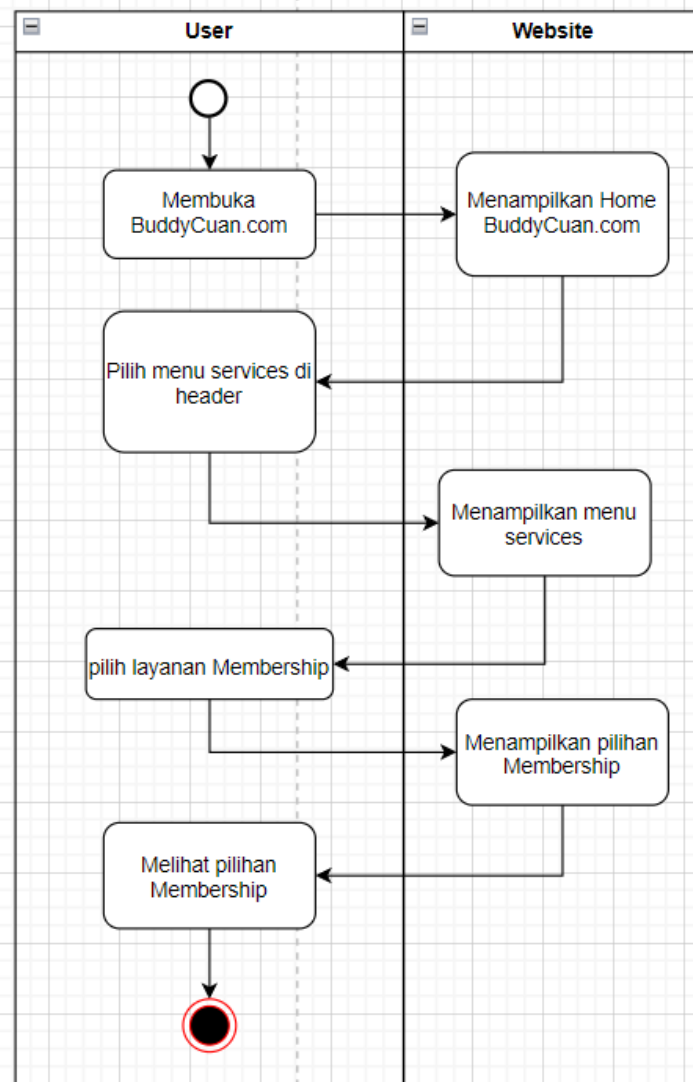 User
Website
Membuka
BuddyCuan.com
Menampilkan Home
BuddyCuan.com
Pilih menu services di
header
Menampilkan menu
services
pilih layanan Membership
Menampilkan pilihan
Membership
Melihat pilihan
Membership